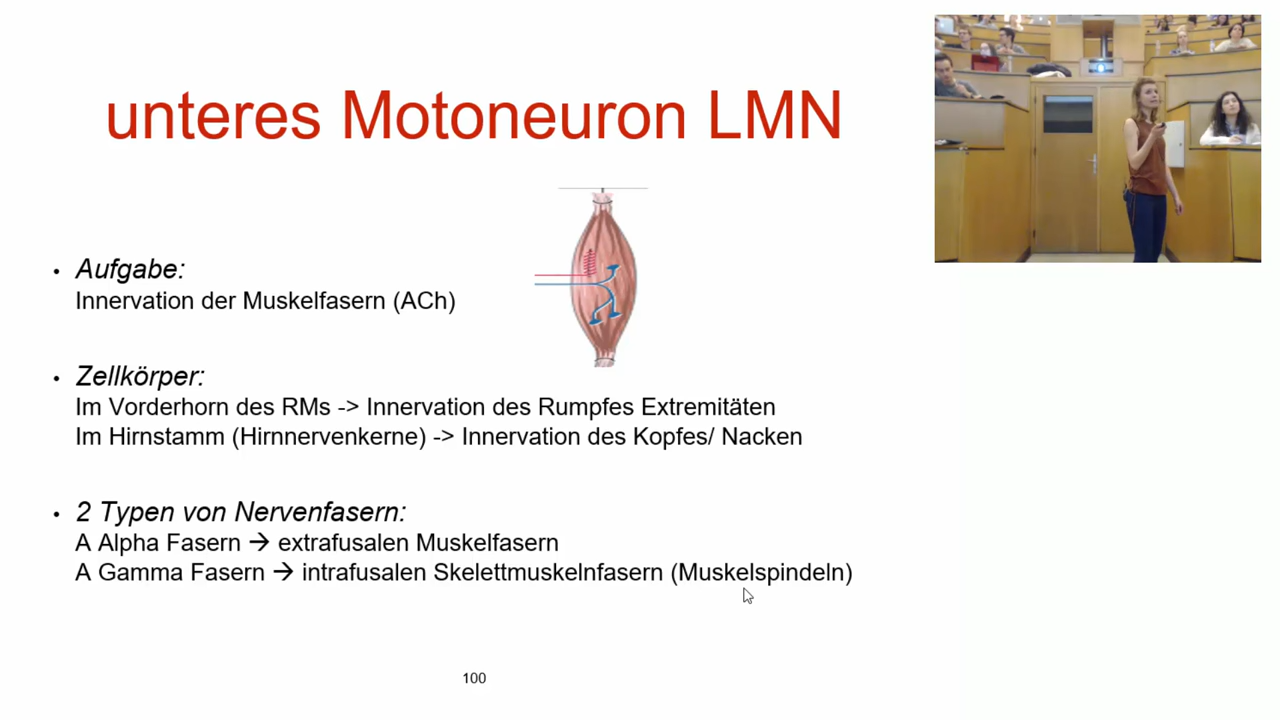 unteres Motoneuron LMN
• Aufgabe:
Innervation der Muskelfasern (ACh)
• Zellkörper:
Im Vorderhorn des RMs -> Innervation des Rumpfes Extremitäten
Im Hirnstamm (Hirnnervenkerne) -> Innervation des Kopfes/ Nacken
• 2 Typen von Nervenfasern:
A Alpha Fasern → extrafusalen Muskelfasern
A Gamma Fasern → intrafusalen Skelettmuskelnfasern (Muskelspindeln)
100